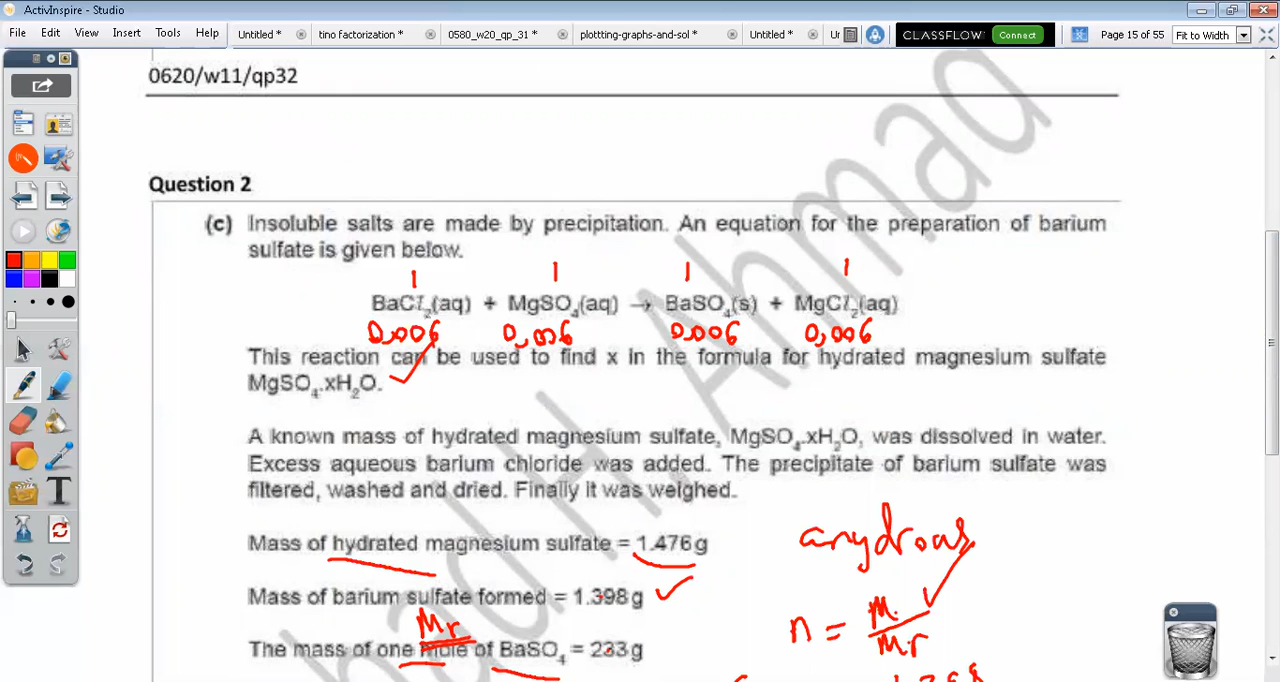 ActivInspire - Studio
File Edit View Insert Tools Help Untitled * tino factorization * 0580_w20_qp_31 * plottting-graphs-and-sol * Untitled * Ur CLASSFLOW Connect Page 15 of 55 Fit to Width
0620/w11/qp32
Question 2
(c) Insoluble salts are made by precipitation. An equation for the preparation of barium
sulfate is given below.
1 1 1 1
BaCl₂(aq) + MgSO₄(aq) → BaSO₄(s) + MgCl₂(aq)
0,006 0,006 0,006 0,006
This reaction can be used to find x in the formula for hydrated magnesium sulfate
MgSO₄.xH₂O.
A known mass of hydrated magnesium sulfate, MgSO₄.xH₂O, was dissolved in water.
Excess aqueous barium chloride was added. The precipitate of barium sulfate was
filtered, washed and dried. Finally it was weighed.
anydrous
Mass of hydrated magnesium sulfate = 1.476 g
Mass of barium sulfate formed = 1.398 g
n = m/Mr
Mr
The mass of one mole of BaSO₄ = 233 g
Ahmad